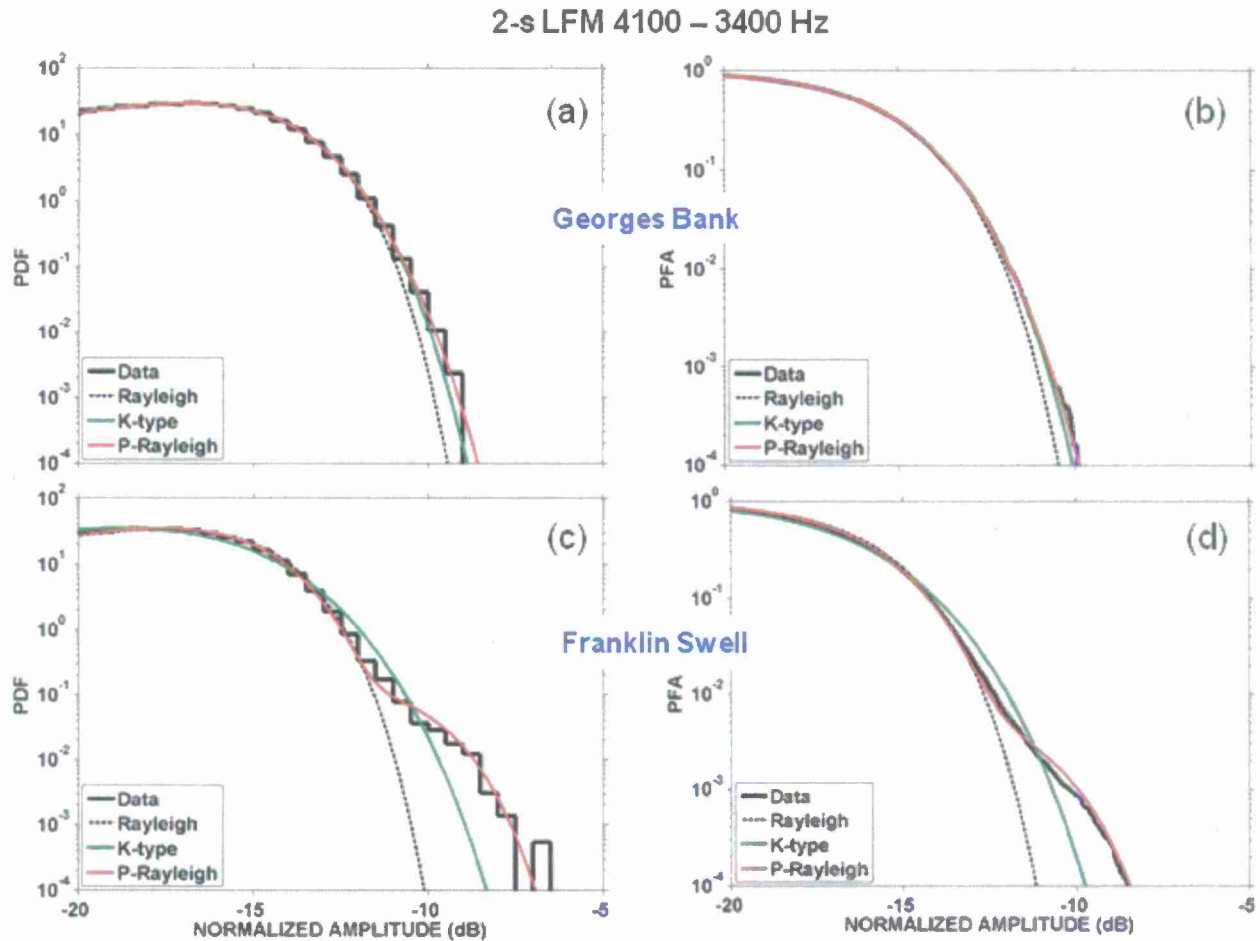 2-s LFM 4100 – 3400 Hz
10² 10¹ 10⁰ 10⁻¹ 10⁻² 10⁻³ 10⁻⁴
PDF
(a)
Data
Rayleigh
K-type
P-Rayleigh
10⁰ 10⁻¹ 10⁻² 10⁻³ 10⁻⁴
PFA
(b)
Data
Rayleigh
K-type
P-Rayleigh
-20 -15 -10 -5
Georges Bank
10² 10¹ 10⁰ 10⁻¹ 10⁻² 10⁻³ 10⁻⁴
PDF
(c)
Data
Rayleigh
K-type
P-Rayleigh
-20 -15 -10 -5
NORMALIZED AMPLITUDE (dB)
10⁰ 10⁻¹ 10⁻² 10⁻³ 10⁻⁴
PFA
(d)
Data
Rayleigh
K-type
P-Rayleigh
-20 -15 -10 -5
NORMALIZED AMPLITUDE (dB)
Franklin Swell